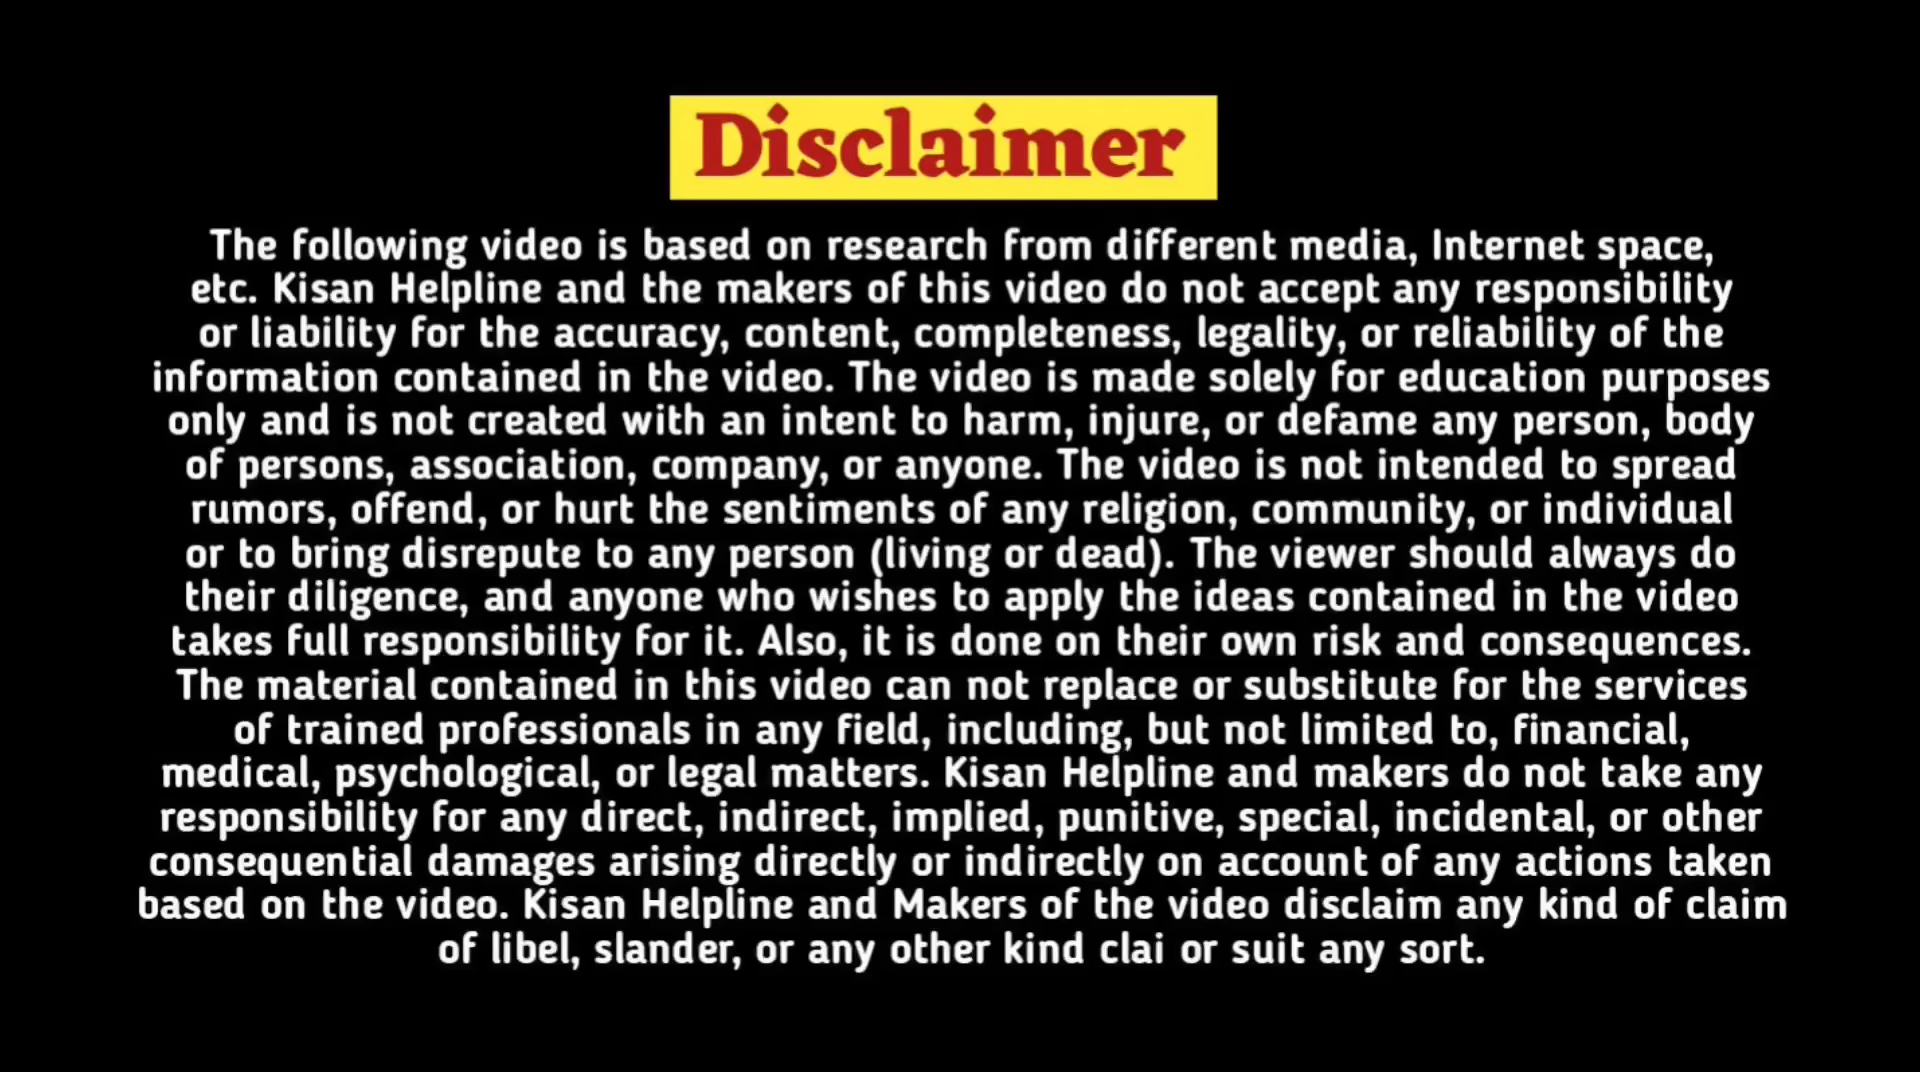 Disclaimer
The following video is based on research from different media, Internet space,
etc. Kisan Helpline and the makers of this video do not accept any responsibility
or liability for the accuracy, content, completeness, legality, or reliability of the
information contained in the video. The video is made solely for education purposes
only and is not created with an intent to harm, injure, or defame any person, body
of persons, association, company, or anyone. The video is not intended to spread
rumors, offend, or hurt the sentiments of any religion, community, or individual
or to bring disrepute to any person (living or dead). The viewer should always do
their diligence, and anyone who wishes to apply the ideas contained in the video
takes full responsibility for it. Also, it is done on their own risk and consequences.
The material contained in this video can not replace or substitute for the services
of trained professionals in any field, including, but not limited to, financial,
medical, psychological, or legal matters. Kisan Helpline and makers do not take any
responsibility for any direct, indirect, implied, punitive, special, incidental, or other
consequential damages arising directly or indirectly on account of any actions taken
based on the video. Kisan Helpline and Makers of the video disclaim any kind of claim
of libel, slander, or any other kind clai or suit any sort.